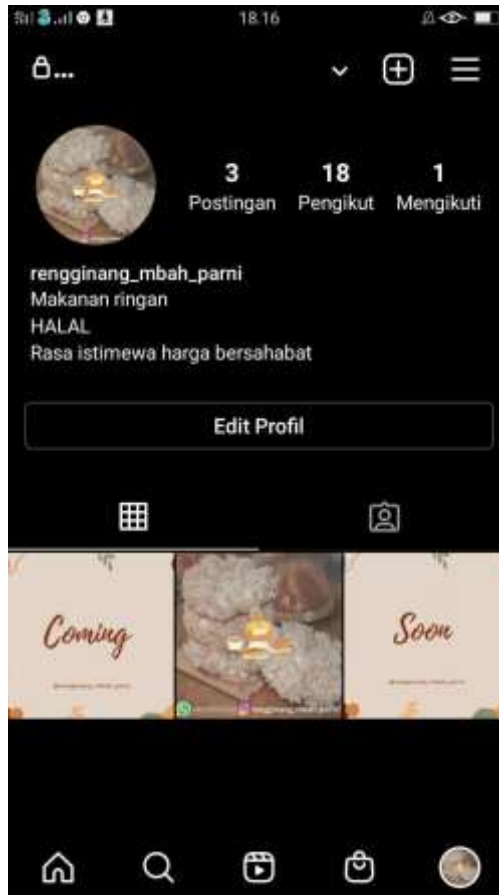 18.16
...
3
18
1
Postingan
Pengikut
Mengikuti
rengginang_mbah_parni
Makanan ringan
HALAL
Rasa istimewa harga bersahabat
Edit Profil
Coming
Soon